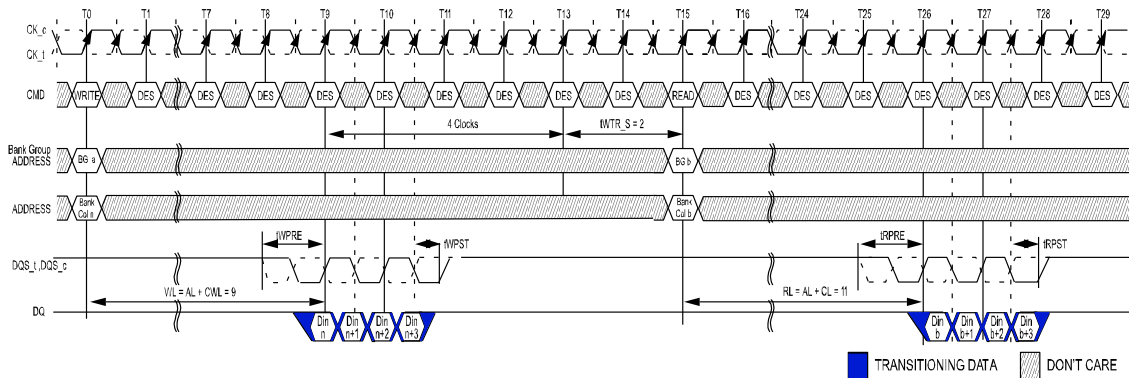 T0 T1 T7 T8 T9 T10 T11 T12 T13 T14 T15 T16 T24 T25 T26 T27 T28 T29
CK_c
CK_t
CMD WRITE DES DES DES DES DES DES DES DES DES READ DES DES DES DES DES DES DES
4 Clocks tWTR_S = 2
Bank Group
ADDRESS BG a BG b
ADDRESS Bank Col n Bank Col b
tWPRE tWPST tRPRE tRPST
DQS_t ,DQS_c
WL = AL + CWL = 9 RL = AL + CL = 11
DQ Din n Din n+1 Din n+2 Din n+3 Din b Din b+1 Din b+2 Din b+3
TRANSITIONING DATA DON'T CARE